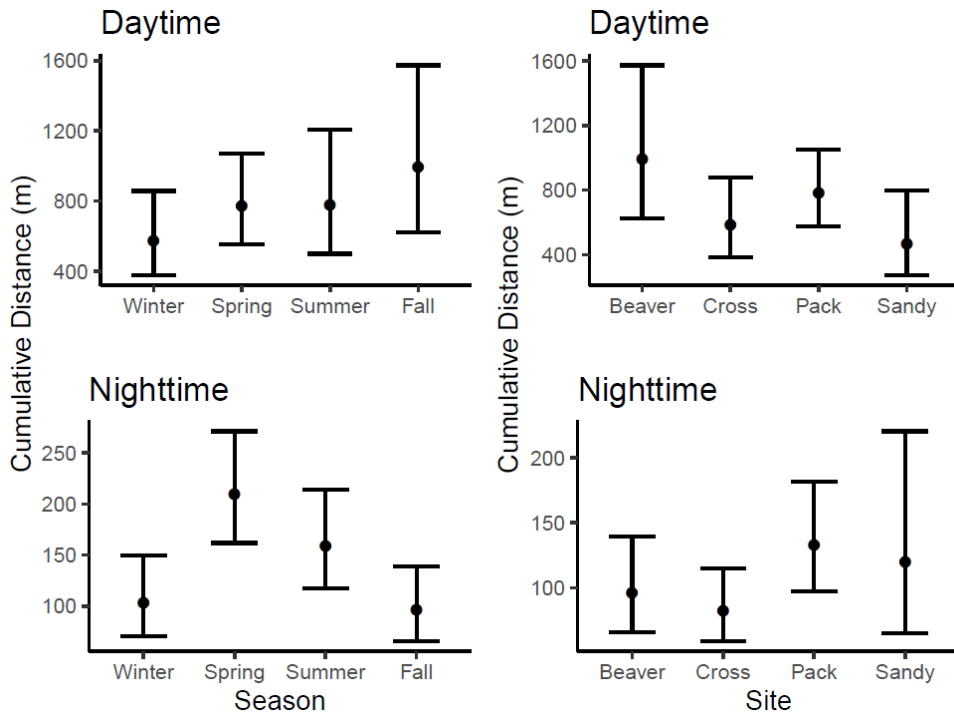 Daytime
Cumulative Distance (m)
1600
1200
800
400
Winter Spring Summer Fall
Daytime
Cumulative Distance (m)
1600
1200
800
400
Beaver Cross Pack Sandy
Nighttime
250
200
150
100
Winter Spring Summer Fall
Season
Nighttime
200
150
100
Beaver Cross Pack Sandy
Site